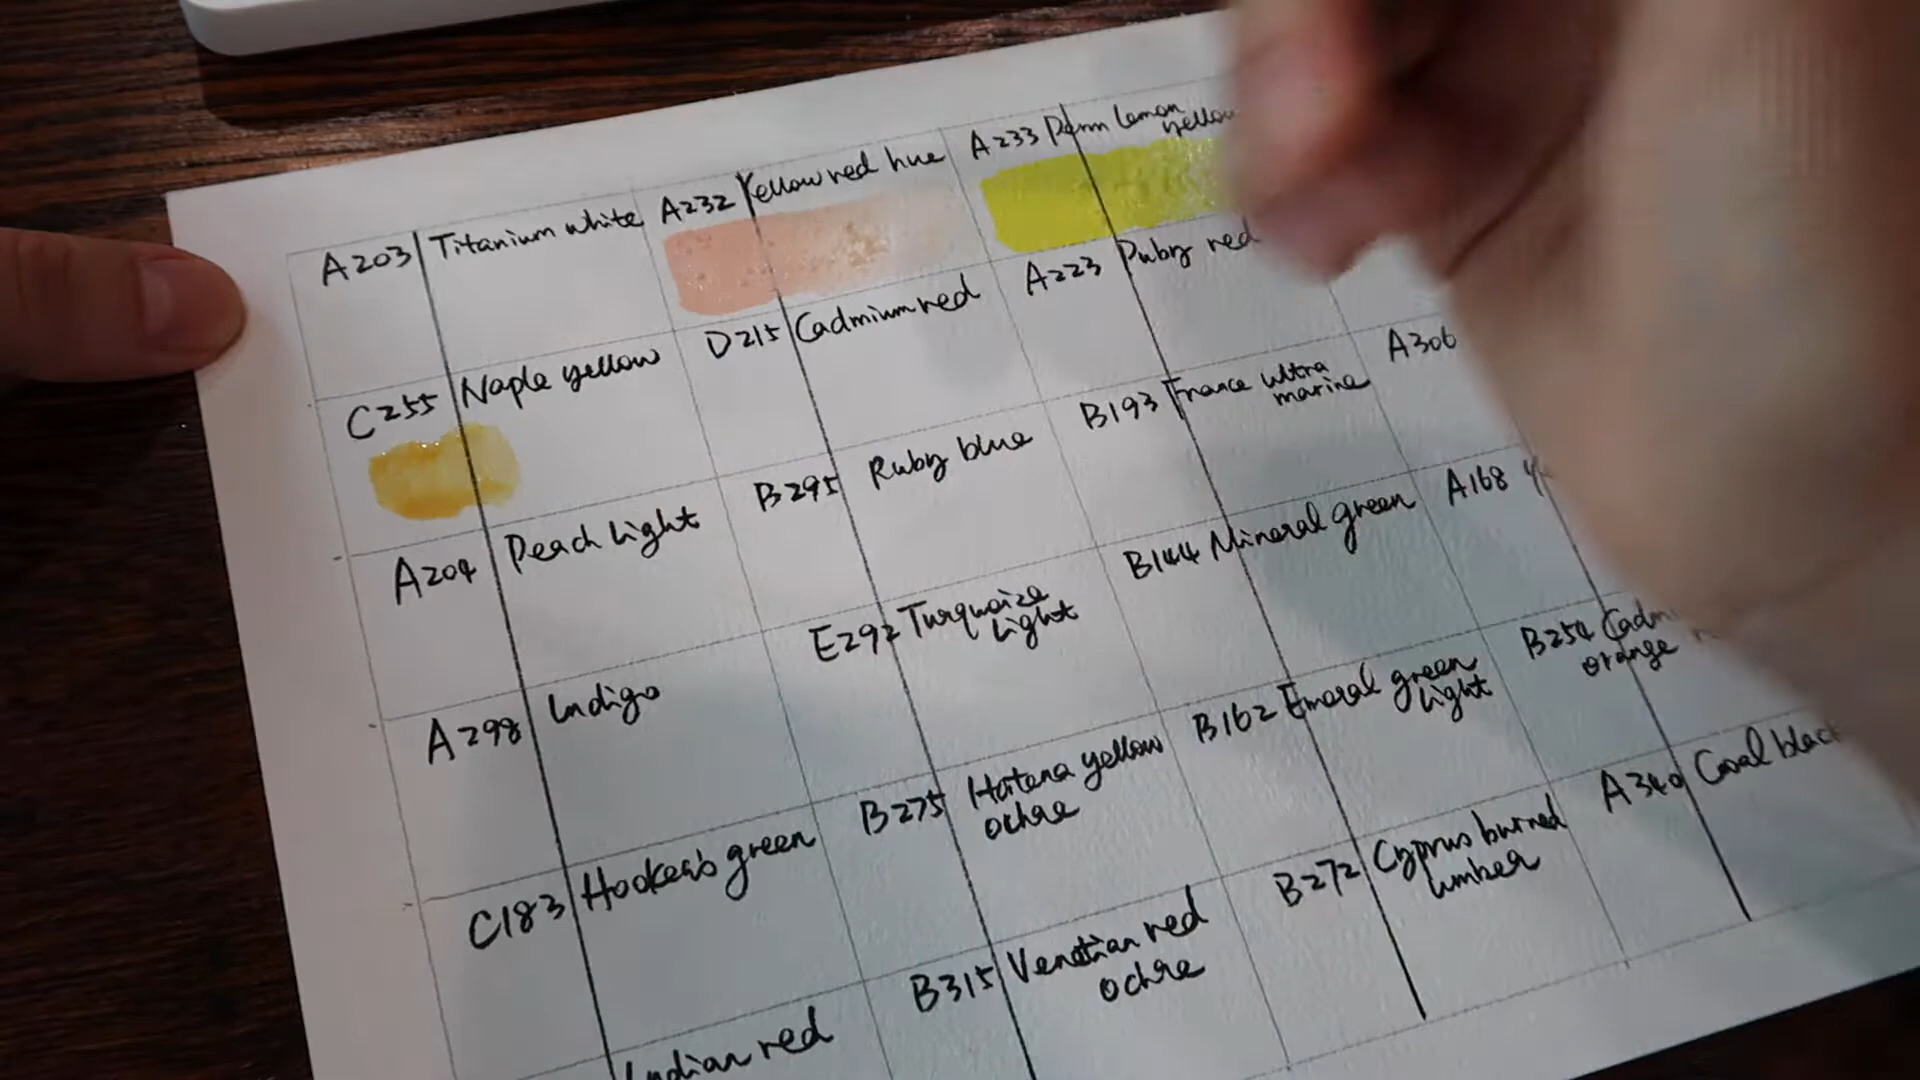 A203 Titanium white
A232 Yellow red hue
A233 Perm lemon
yellow
C255 Naple yellow
D215 Cadmium red
A223 Ruby red
A204 Peach light
B295 Ruby blue
B193 France ultra
marine
A306
A298 Indigo
E292 Turquoize
light
B144 Mineral green
A168
C183 Hooker's green
B275 Hatena yellow
ochre
B162 Emeral green
light
B254
orange
Indian red
B315 Venetian red
ochre
B272 Cyprus burned
umber
A340 Coal black